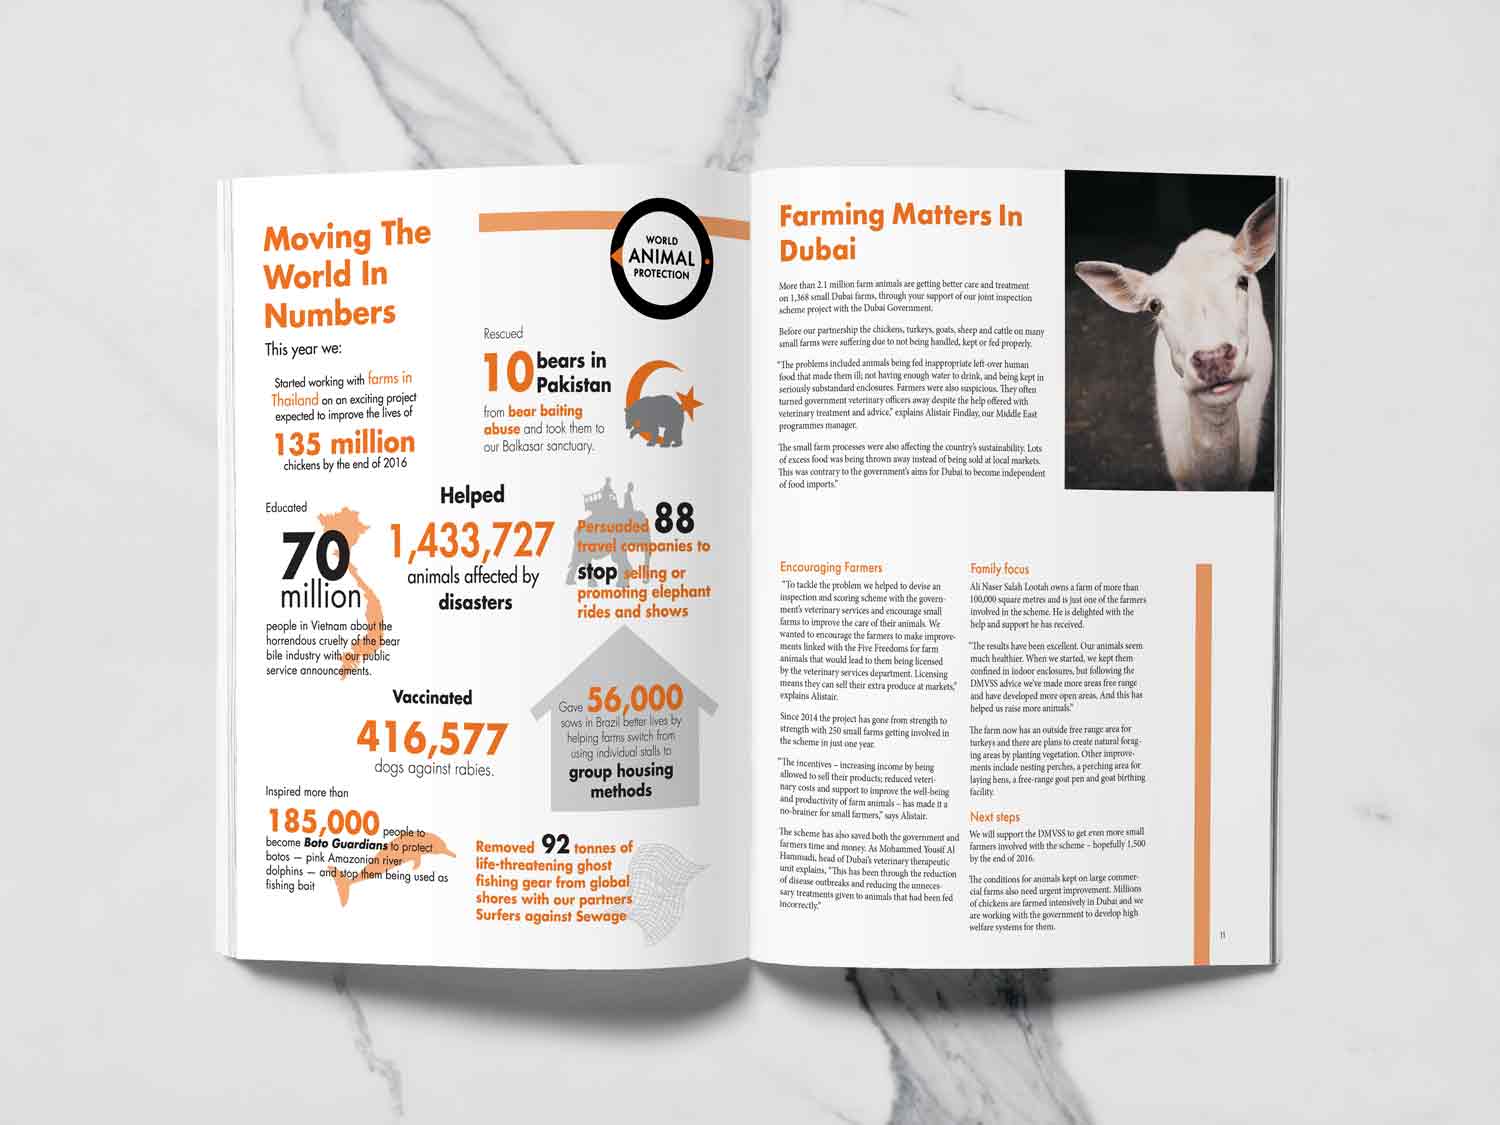 Moving The
World In
Numbers
This year we:
Started working with farms in
Thailand on an exciting project
expected to improve the lives of
135 million
chickens by the end of 2016
WORLD
ANIMAL
PROTECTION
Rescued
10 bears in
Pakistan
from bear baiting
abuse and took them to
our Balkasar sanctuary.
Educated
70
million
people in Vietnam about the
horrendous cruelty of the bear
bile industry with our public
service announcements.
Helped
1,433,727
animals affected by
disasters
Persuaded 88
travel companies to
stop selling or
promoting elephant
rides and shows
Vaccinated
416,577
dogs against rabies.
Gave 56,000
sows in Brazil better lives by
helping farms switch from
using individual stalls to
group housing
methods
Inspired more than
185,000 people to
become Boto Guardians to protect
botos — pink Amazonian river
dolphins — and stop them being used as
fishing bait
Removed 92 tonnes of
life-threatening ghost
fishing gear from global
shores with our partners
Surfers against Sewage
Farming Matters In
Dubai
More than 2.1 million farm animals are getting better care and treatment
on 1,368 small Dubai farms, through your support of our joint inspection
scheme project with the Dubai Government.
Before our partnership the chickens, turkeys, goats, sheep and cattle on many
small farms were suffering due to not being handled, kept or fed properly.
"The problems included animals being fed inappropriate left-over human
food that made them ill; not having enough water to drink, and being kept in
seriously substandard enclosures. Farmers were also suspicious. They often
turned government veterinary officers away despite the help offered with
veterinary treatment and advice," explains Alistair Findlay, our Middle East
programmes manager.
The small farm processes were also affecting the country's sustainability. Lots
of excess food was being thrown away instead of being sold at local markets.
This was contrary to the government's aims for Dubai to become independent
of food imports."
Encouraging Farmers
"To tackle the problem we helped to devise an
inspection and scoring scheme with the govern-
ment's veterinary services and encourage small
farms to improve the care of their animals. We
wanted to encourage the farmers to make improve-
ments linked with the Five Freedoms for farm
animals that would lead to them being licensed
by the veterinary services department. Licensing
means they can sell their extra produce at markets,"
explains Alistair.
Since 2014 the project has gone from strength to
strength with 250 small farms getting involved in
the scheme in just one year.
"The incentives – increasing income by being
allowed to sell their products; reduced veteri-
nary costs and support to improve the well-being
and productivity of farm animals – has made it a
no-brainer for small farmers," says Alistair.
The scheme has also saved both the government and
farmers time and money. As Mohammed Yousif Al
Hammadi, head of Dubai's veterinary therapeutic
unit explains, "This has been through the reduction
of disease outbreaks and reducing the unneces-
sary treatments given to animals that had been fed
incorrectly."
Family focus
Ali Naser Salah Lootah owns a farm of more than
100,000 square metres and is just one of the farmers
involved in the scheme. He is delighted with the
help and support he has received.
"The results have been excellent. Our animals seem
much healthier. When we started, we kept them
confined in indoor enclosures, but following the
DMVSS advice we've made more areas free range
and have developed more open areas. And this has
helped us raise more animals."
The farm now has an outside free range area for
turkeys and there are plans to create natural forag-
ing areas by planting vegetation. Other improve-
ments include nesting perches, a perching area for
laying hens, a free-range goat pen and goat birthing
facility.
Next steps
We will support the DMVSS to get even more small
farmers involved with the scheme – hopefully 1,500
by the end of 2016.
The conditions for animals kept on large commer-
cial farms also need urgent improvement. Millions
of chickens are farmed intensively in Dubai and we
are working with the government to develop high
welfare systems for them.
11